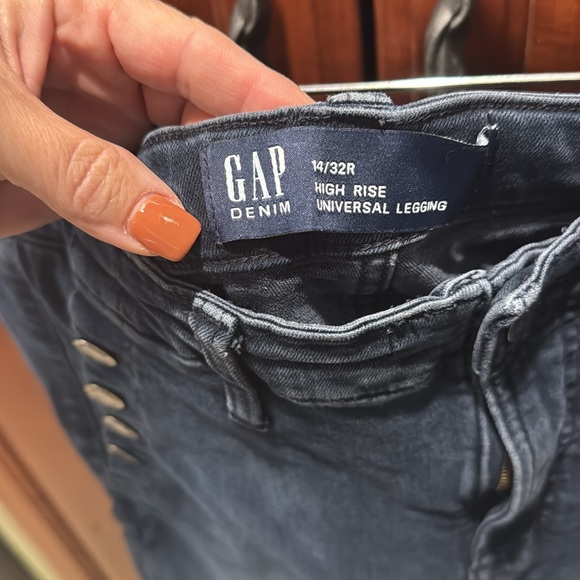 GAP
DENIM
14/32R
HIGH RISE
UNIVERSAL LEGGING